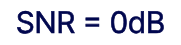 SNR = 0dB